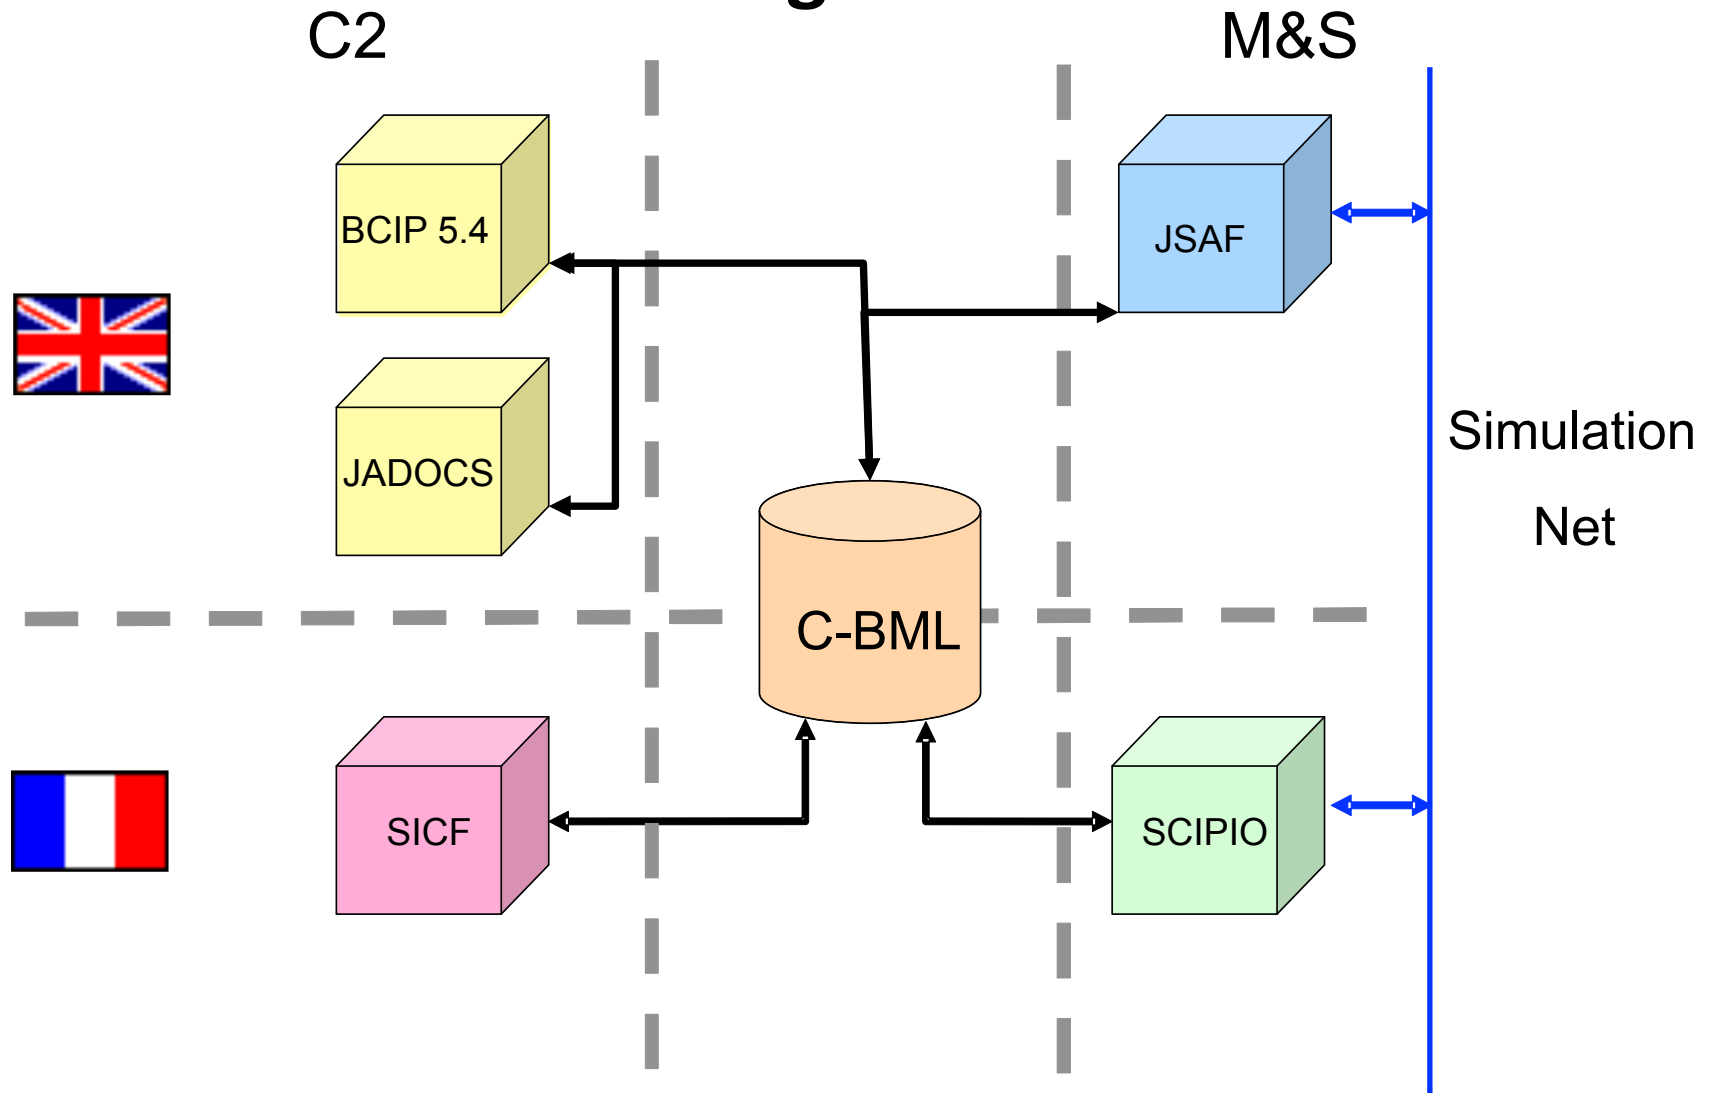 C2
M&S
BCIP 5.4
JSAF
JADOCS
Simulation
Net
C-BML
SICF
SCIPIO